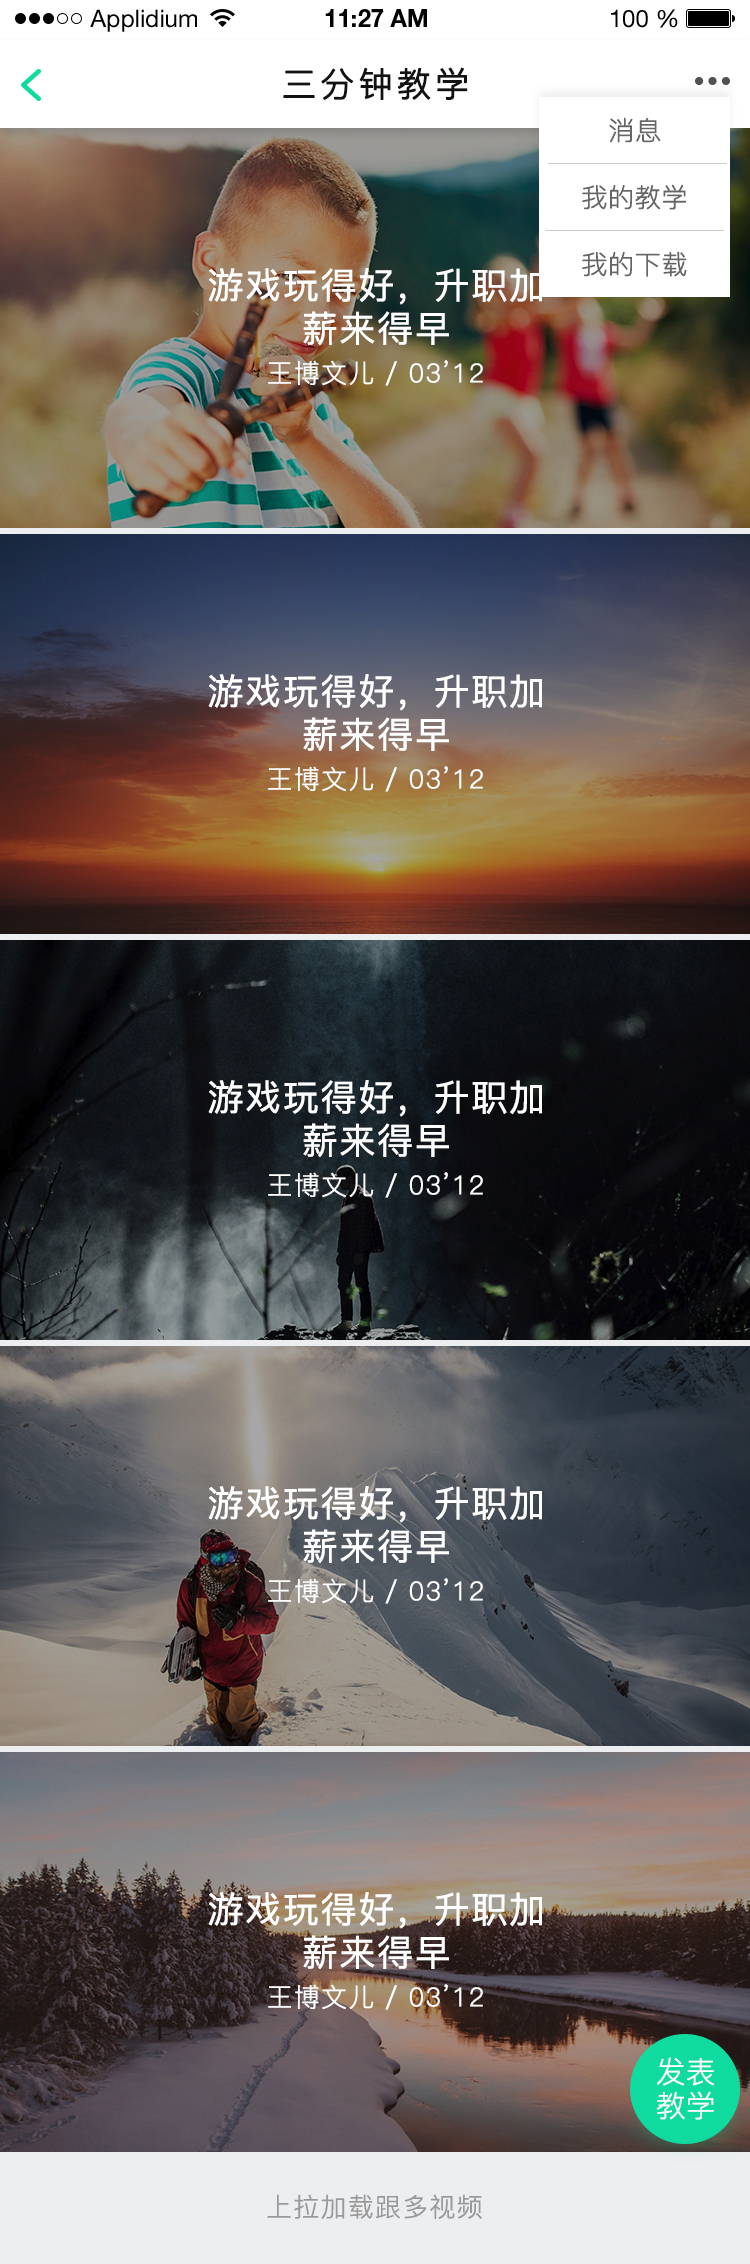 Applidium 11:27 AM 100 %
三分钟教学
消息
我的教学
我的下载
游戏玩得好，升职加
薪来得早
王博文儿 / 03’12
游戏玩得好，升职加
薪来得早
王博文儿 / 03’12
游戏玩得好，升职加
薪来得早
王博文儿 / 03’12
游戏玩得好，升职加
薪来得早
王博文儿 / 03’12
游戏玩得好，升职加
薪来得早
王博文儿 / 03’12
发表
教学
上拉加载跟多视频